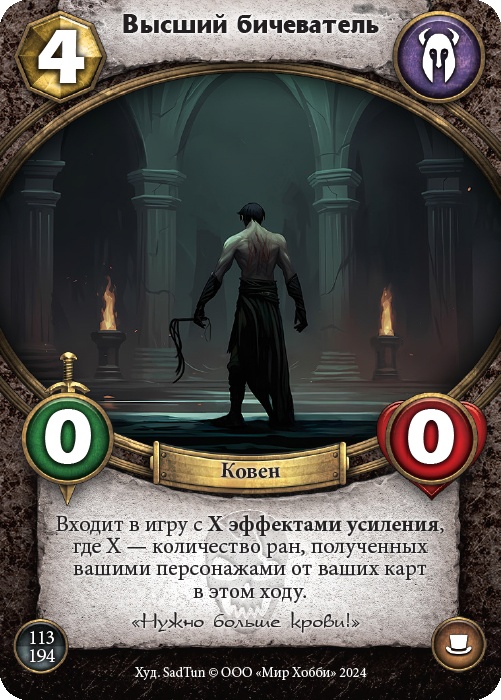 4
Высший бичеватель
0
0
Ковен
Входит в игру с X эффектами усиления,
где X — количество ран, полученных
вашими персонажами от ваших карт
в этом ходу.
«Нужно больше крови!»
113
194
Худ. SadTun © ООО «Мир Хобби» 2024